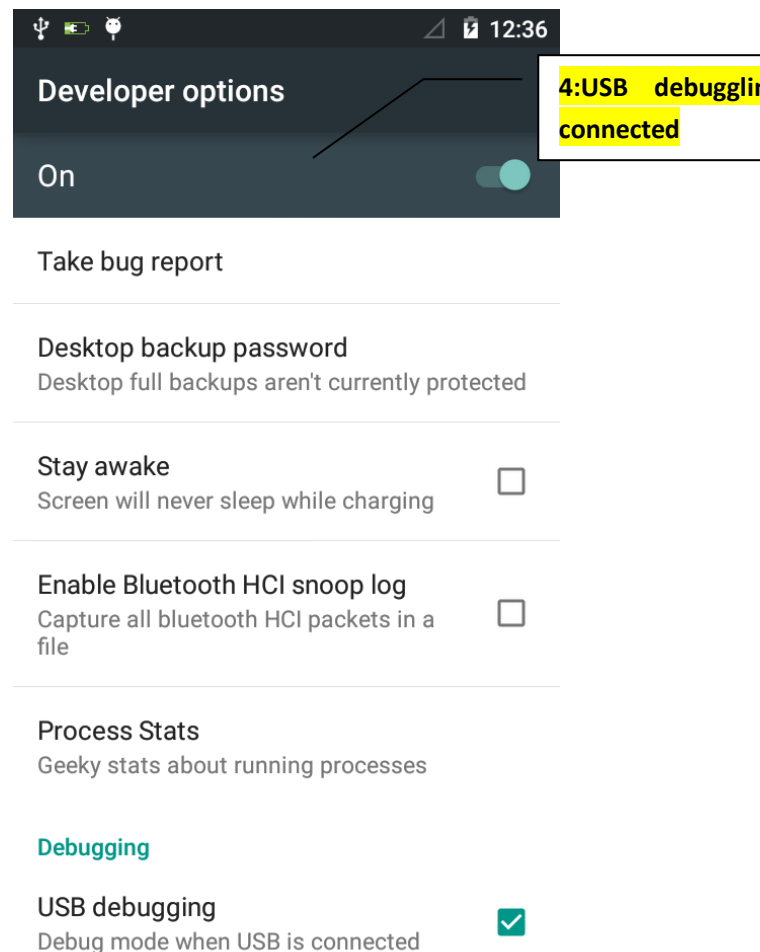 12:36
Developer options
4:USB
connected
On
Take bug report
Desktop backup password
Desktop full backups aren't currently protected
Stay awake
Screen will never sleep while charging
Enable Bluetooth HCI snoop log
Capture all bluetooth HCI packets in a
file
Process Stats
Geeky stats about running processes
Debugging
USB debugging
Debug mode when USB is connected